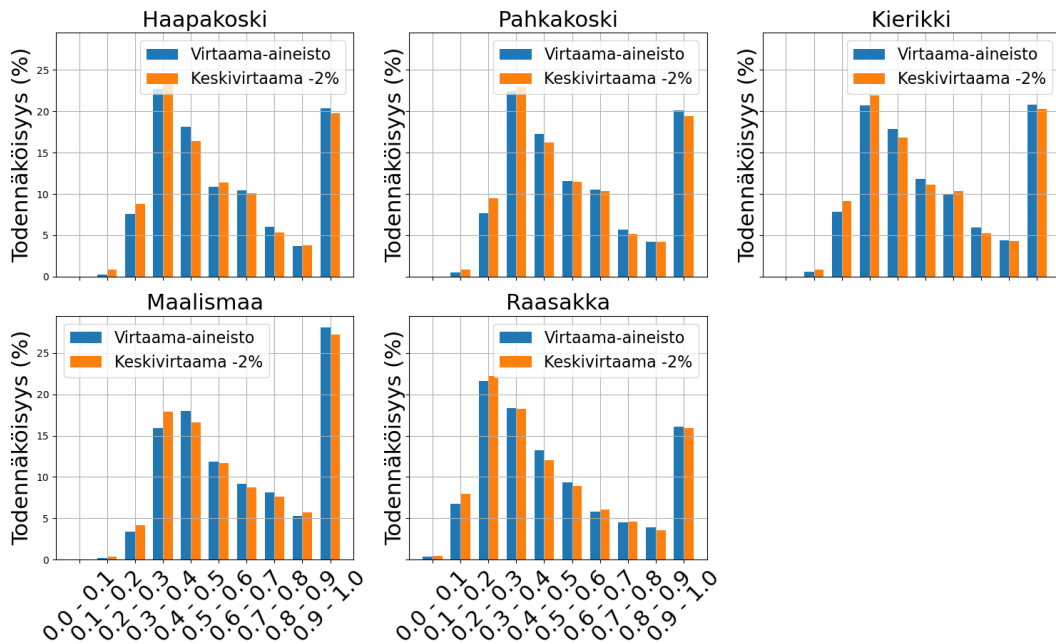 Haapakoski
Pahkakoski
Kierikki
Todennäköisyys (%)
25
20
15
10
5
0
Virtaama-aineisto
Keskivirtaama -2%
Todennäköisyys (%)
Virtaama-aineisto
Keskivirtaama -2%
Todennäköisyys (%)
Virtaama-aineisto
Keskivirtaama -2%
Maalismaa
Raasakka
Todennäköisyys (%)
25
20
15
10
5
0
Virtaama-aineisto
Keskivirtaama -2%
Todennäköisyys (%)
Virtaama-aineisto
Keskivirtaama -2%
0.0 - 0.1
0.1 - 0.2
0.2 - 0.3
0.3 - 0.4
0.4 - 0.5
0.5 - 0.6
0.6 - 0.7
0.7 - 0.8
0.8 - 0.9
0.9 - 1.0
0.0 - 0.1
0.1 - 0.2
0.2 - 0.3
0.3 - 0.4
0.4 - 0.5
0.5 - 0.6
0.6 - 0.7
0.7 - 0.8
0.8 - 0.9
0.9 - 1.0